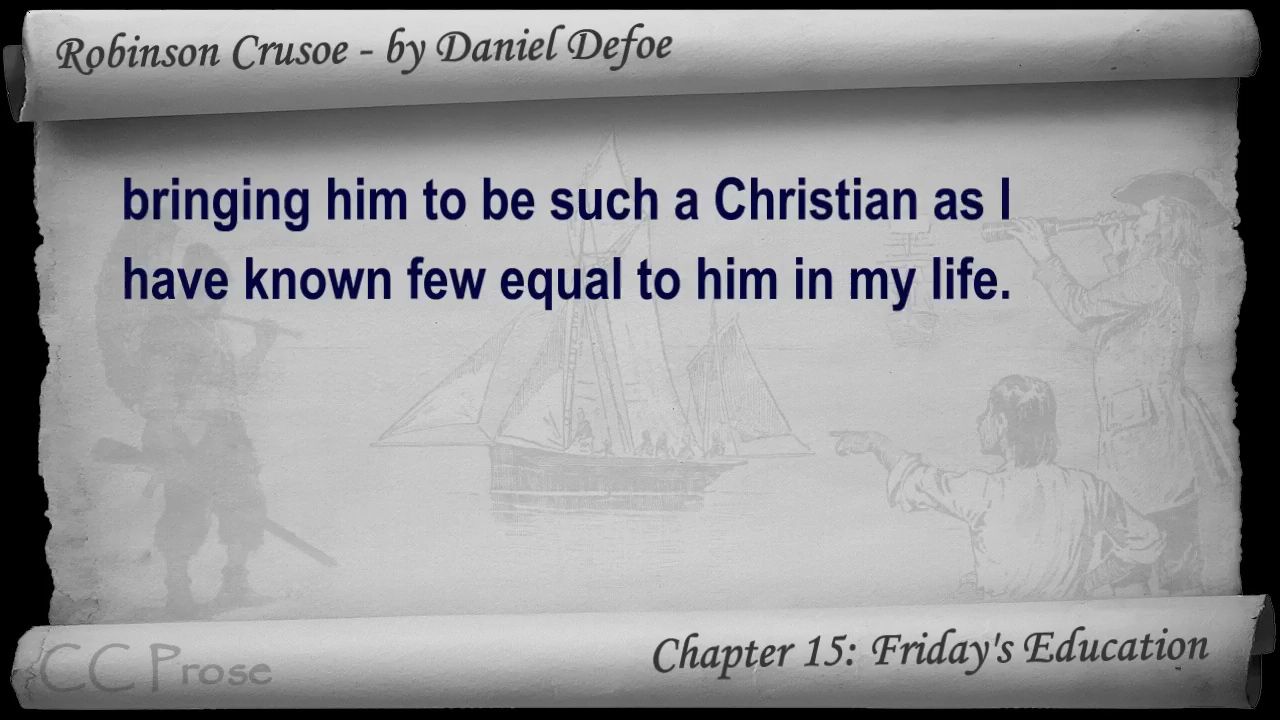 Robinson Crusoe - by Daniel Defoe
bringing him to be such a Christian as I
have known few equal to him in my life.
CC Prose
Chapter 15: Friday's Education